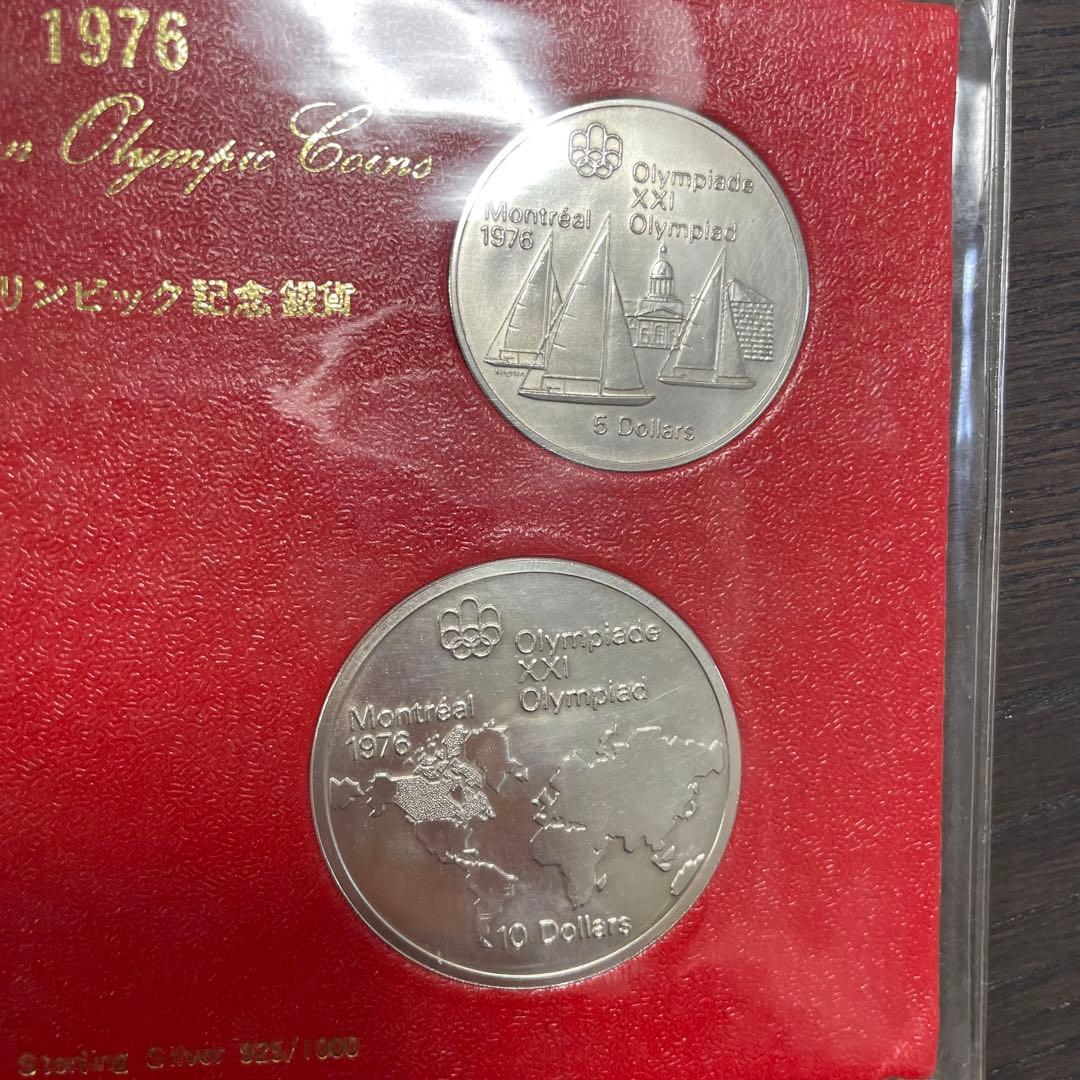 1976
n Olympic Coins
リンピック記念銀貨
Olympiade
XXI
Olympiad
Montréal
1976
Kingston
5 Dollars
Olympiade
XXI
Olympiad
Montréal
1976
10 Dollars
Sterling Silver 925/1000